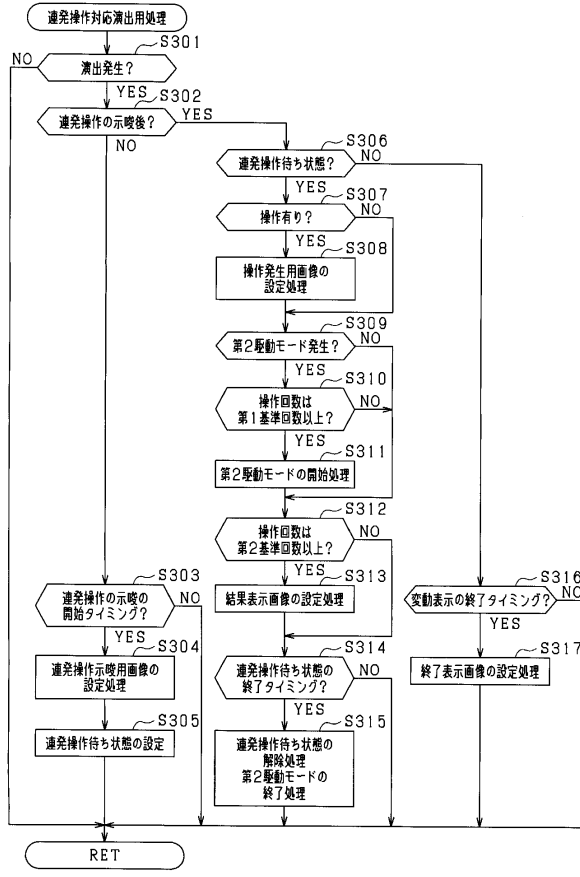 連発操作対応演出用処理
S301
演出発生?
NO
YES
S302
連発操作の示唆後?
YES
NO
S306
連発操作待ち状態?
NO
YES
S307
操作有り?
NO
YES
S308
操作発生用画像の
設定処理
S309
第2駆動モード発生?
NO
YES
S310
操作回数は
第1基準回数以上?
NO
YES
S311
第2駆動モードの開始処理
S312
操作回数は
第2基準回数以上?
NO
YES
S313
結果表示画像の設定処理
S314
連発操作待ち状態の
終了タイミング?
NO
YES
S315
連発操作待ち状態の
解除処理
第2駆動モードの
終了処理
S303
連発操作の示唆の
開始タイミング?
NO
YES
S304
連発操作示唆用画像の
設定処理
S305
連発操作待ち状態の設定
S316
変動表示の終了タイミング?
NO
YES
S317
終了表示画像の設定処理
RET